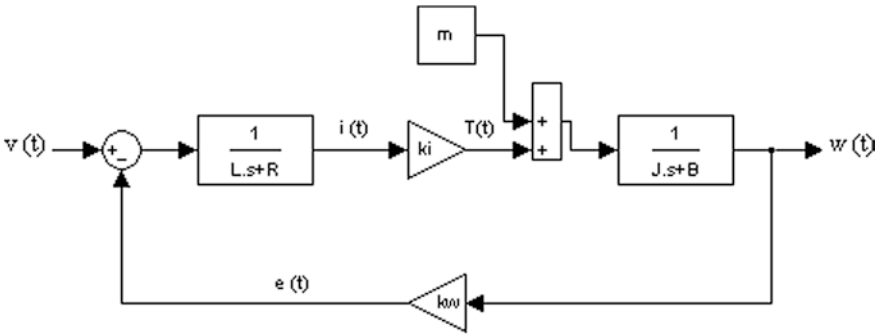 m
v (t)
+
-
1
L.s+R
i (t)
ki
T(t)
+
+
1
J.s+B
w (t)
e (t)
kw